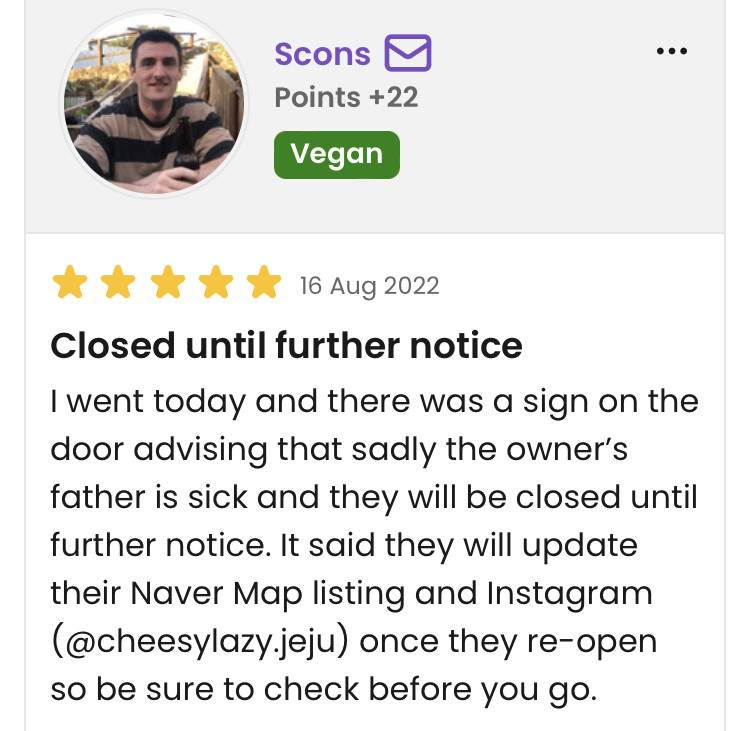 Scons
Points +22
Vegan
16 Aug 2022
Closed until further notice
I went today and there was a sign on the
door advising that sadly the owner’s
father is sick and they will be closed until
further notice. It said they will update
their Naver Map listing and Instagram
(@cheesylazy.jeju) once they re-open
so be sure to check before you go.